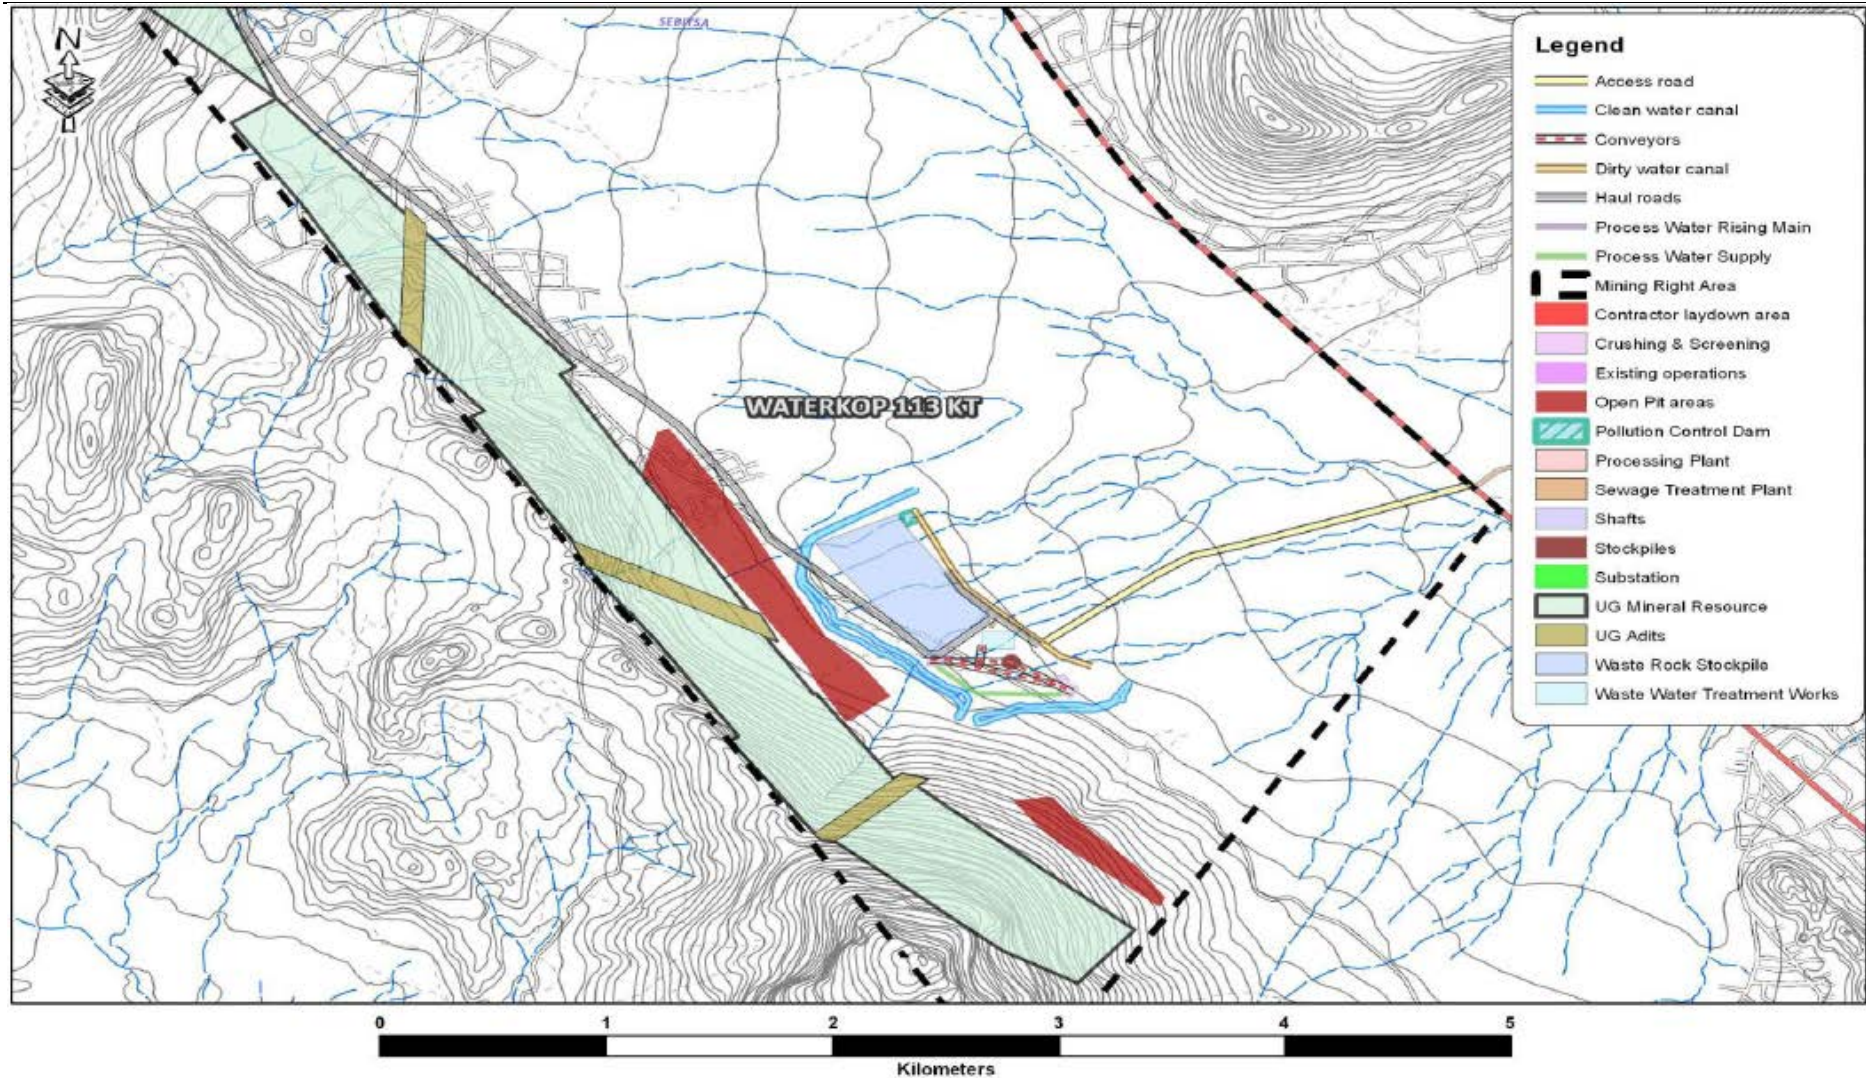 SEBITSA
N
WATERKOP 113 KT
Legend
Access road
Clean water canal
Conveyors
Dirty water canal
Haul roads
Process Water Rising Main
Process Water Supply
Mining Right Area
Contractor laydown area
Crushing & Screening
Existing operations
Open Pit areas
Pollution Control Dam
Processing Plant
Sewage Treatment Plant
Shafts
Stockpiles
Substation
UG Mineral Resource
UG Adits
Waste Rock Stockpile
Waste Water Treatment Works
0 1 2 3 4 5
Kilometers